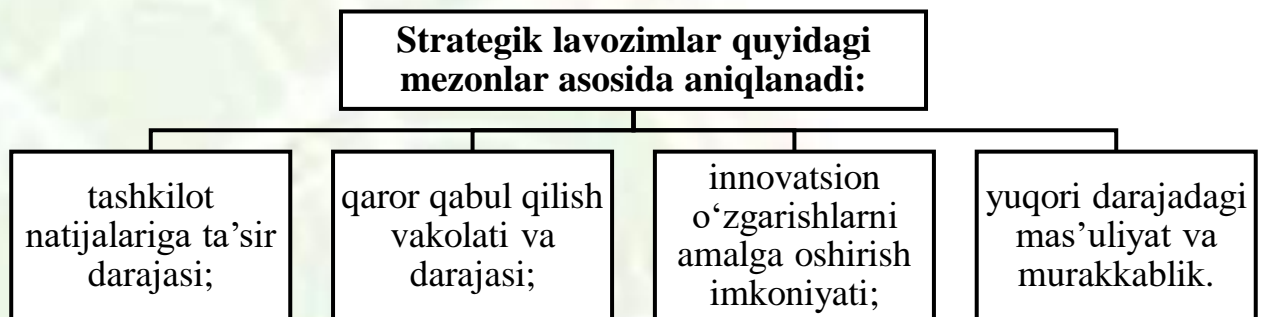 Strategik lavozimlar quyidagi
mezonlar asosida aniqlanadi:
tashkilot
natijalariga ta’sir
darajasi;
qaror qabul qilish
vakolati va
darajasi;
innovatsion
o‘zgarishlarni
amalga oshirish
imkoniyati;
yuqori darajadagi
mas’uliyat va
murakkablik.